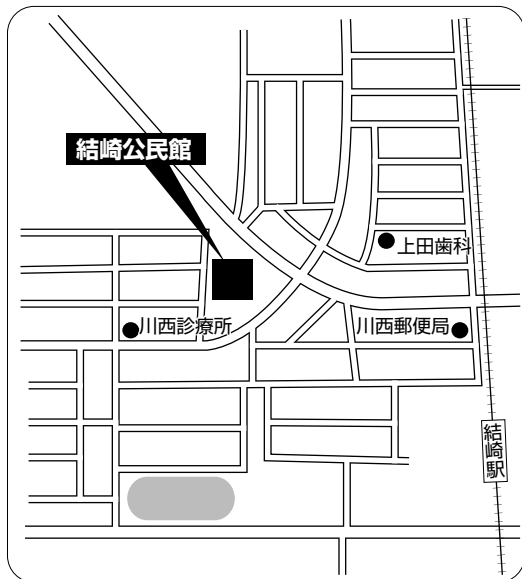 結崎公民館
上田歯科
川西診療所
川西郵便局
結崎駅